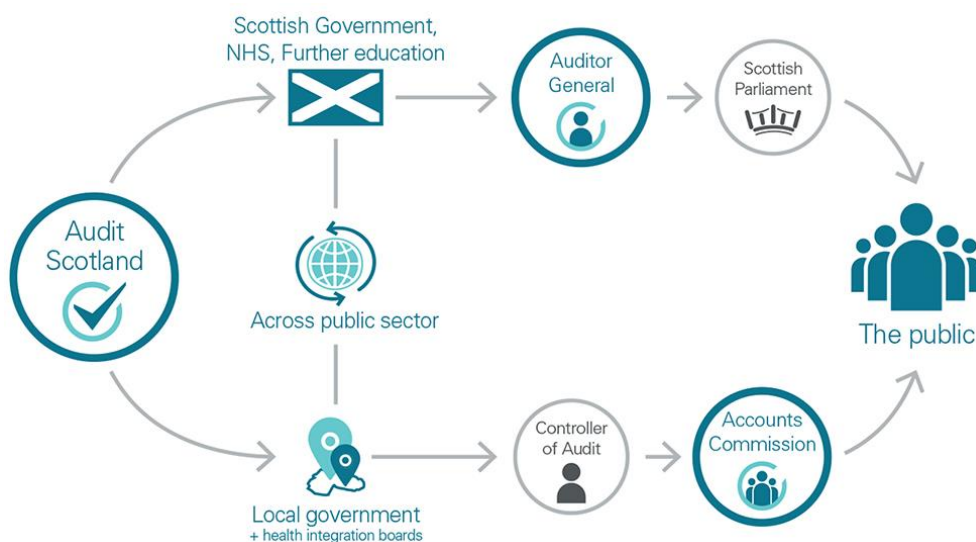 Scottish Government,
NHS, Further education
Auditor
General
Scottish
Parliament
Audit
Scotland
Across public sector
The public
Local government
+ health integration boards
Controller
of Audit
Accounts
Commission